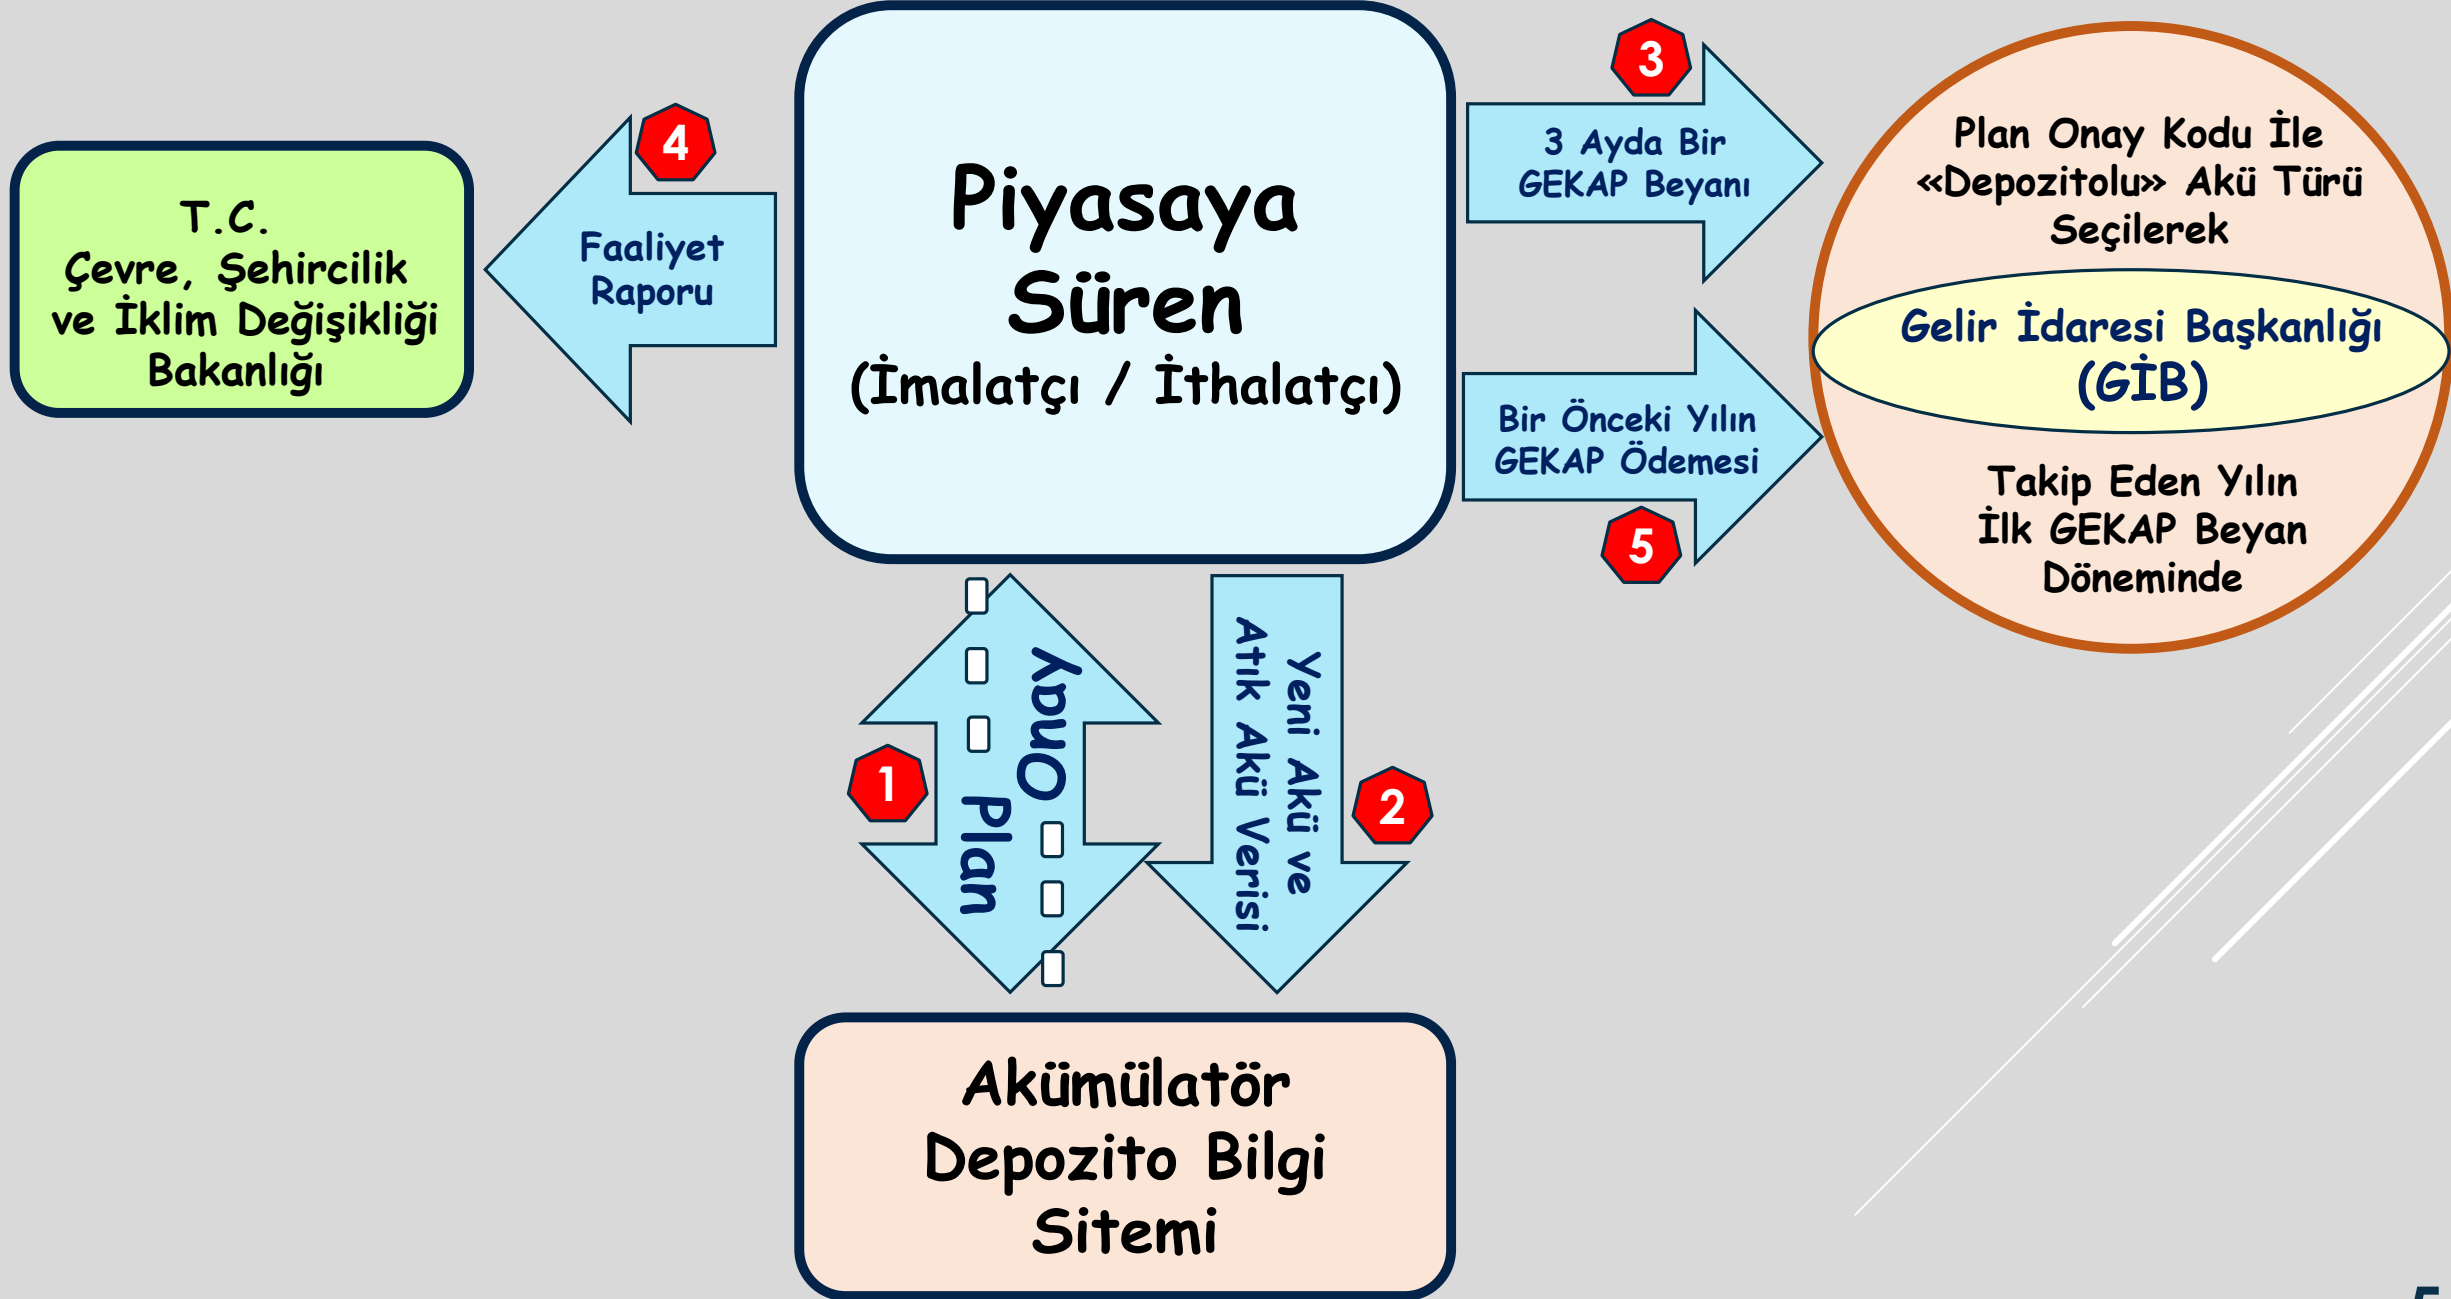 4
T.C.
Çevre, Şehircilik
ve İklim Değişikliği
Bakanlığı
Faaliyet
Raporu
Piyasaya
Süren
(İmalatçı / İthalatçı)
3
3 Ayda Bir
GEKAP Beyanı
Bir Önceki Yılın
GEKAP Ödemesi
5
Plan Onay Kodu İle
«Depozitolu» Akü Türü
Seçilerek
Gelir İdaresi Başkanlığı
(GİB)
Takip Eden Yılın
İlk GEKAP Beyan
Döneminde
1
Plan
Onay
Yeni Akü ve
Atık Akü Verisi
2
Akümülatör
Depozito Bilgi
Sitemi